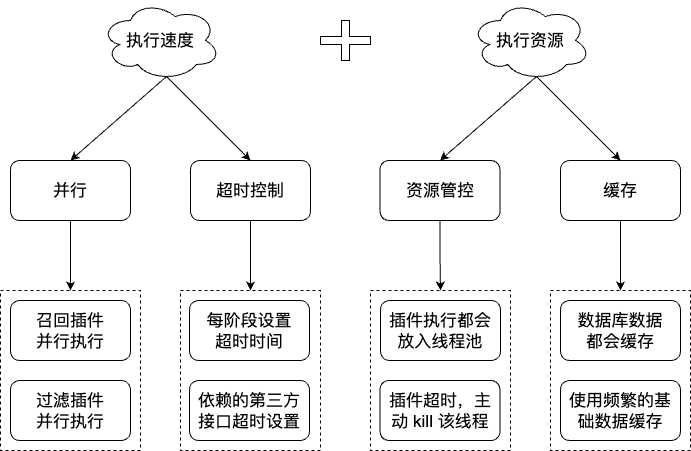 执行速度
执行资源
并行
超时控制
资源管控
缓存
召回插件
并行执行
过滤插件
并行执行
每阶段设置
超时时间
依赖的第三方
接口超时设置
插件执行都会
放入线程池
插件超时，主
动 kill 该线程
数据库数据
都会缓存
使用频繁的基
础数据缓存